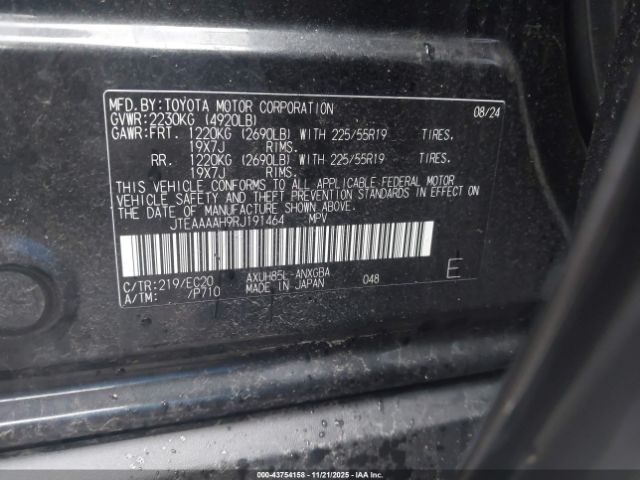 MFD.BY:TOYOTA MOTOR CORPORATION 08/24
GVWR:2230KG (4920LB)
GAWR:FRT. 1220KG (2690LB) WITH 225/55R19 TIRES.
19X7J RIMS.
RR. 1220KG (2690LB) WITH 225/55R19 TIRES.
19X7J RIMS.
THIS VEHICLE CONFORMS TO ALL APPLICABLE FEDERAL MOTOR
VEHICLE SAFETY AND THEFT PREVENTION STANDARDS IN EFFECT ON
THE DATE OF MANUFACTURE SHOWN ABOVE.
JTEAAAAH9RJ191464 MPV
C/TR:219/EC20 AXUH85L-ANXGBA 048 E
A/TM: /P710 MADE IN JAPAN
000-43754158 — 11/21/2025 — IAAI.COM